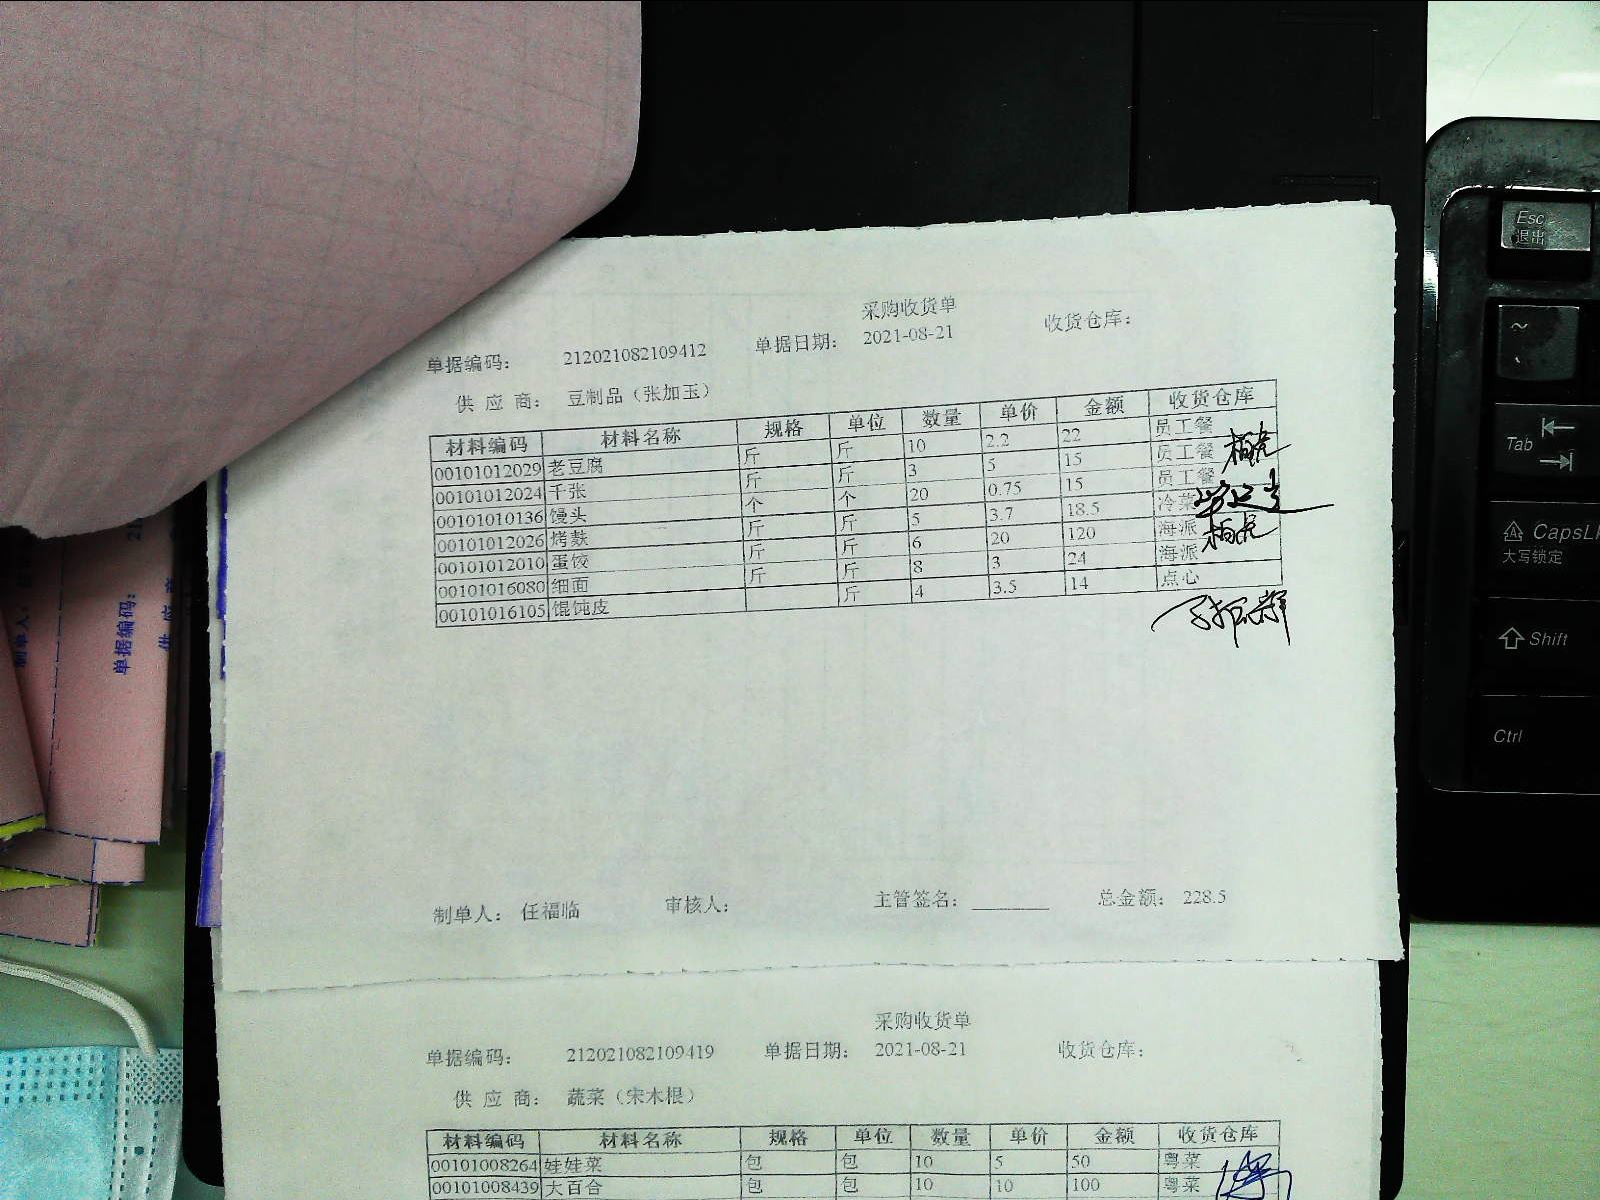 采购收货单
单据编码： 212021082109412 单据日期： 2021-08-21 收货仓库：
供 应 商： 豆制品（张加玉）
材料编码 材料名称 规格 单位 数量 单价 金额 收货仓库
00101012029 老豆腐 斤 斤 10 2.2 22 员工餐
00101012024 千张 斤 斤 3 5 15 员工餐
00101010136 馒头 个 个 20 0.75 15 员工餐
00101012026 烤麸 斤 斤 5 3.7 18.5 冷菜
00101012010 蛋饺 斤 斤 6 20 120 海派
00101016080 细面 斤 斤 8 3 24 海派
00101016105 馄饨皮 斤 4 3.5 14 点心
制单人： 任福临 审核人： 主管签名： 总金额： 228.5
采购收货单
单据编码： 212021082109419 单据日期： 2021-08-21 收货仓库：
供 应 商： 蔬菜（宋木根）
材料编码 材料名称 规格 单位 数量 单价 金额 收货仓库
00101008264 娃娃菜 包 包 10 5 50 粤菜
00101008439 大百合 包 包 10 10 100 粤菜
制单人：
单据编码：
供 应
Esc
退出
~
Tab
CapsL
大写锁定
Shift
Ctrl